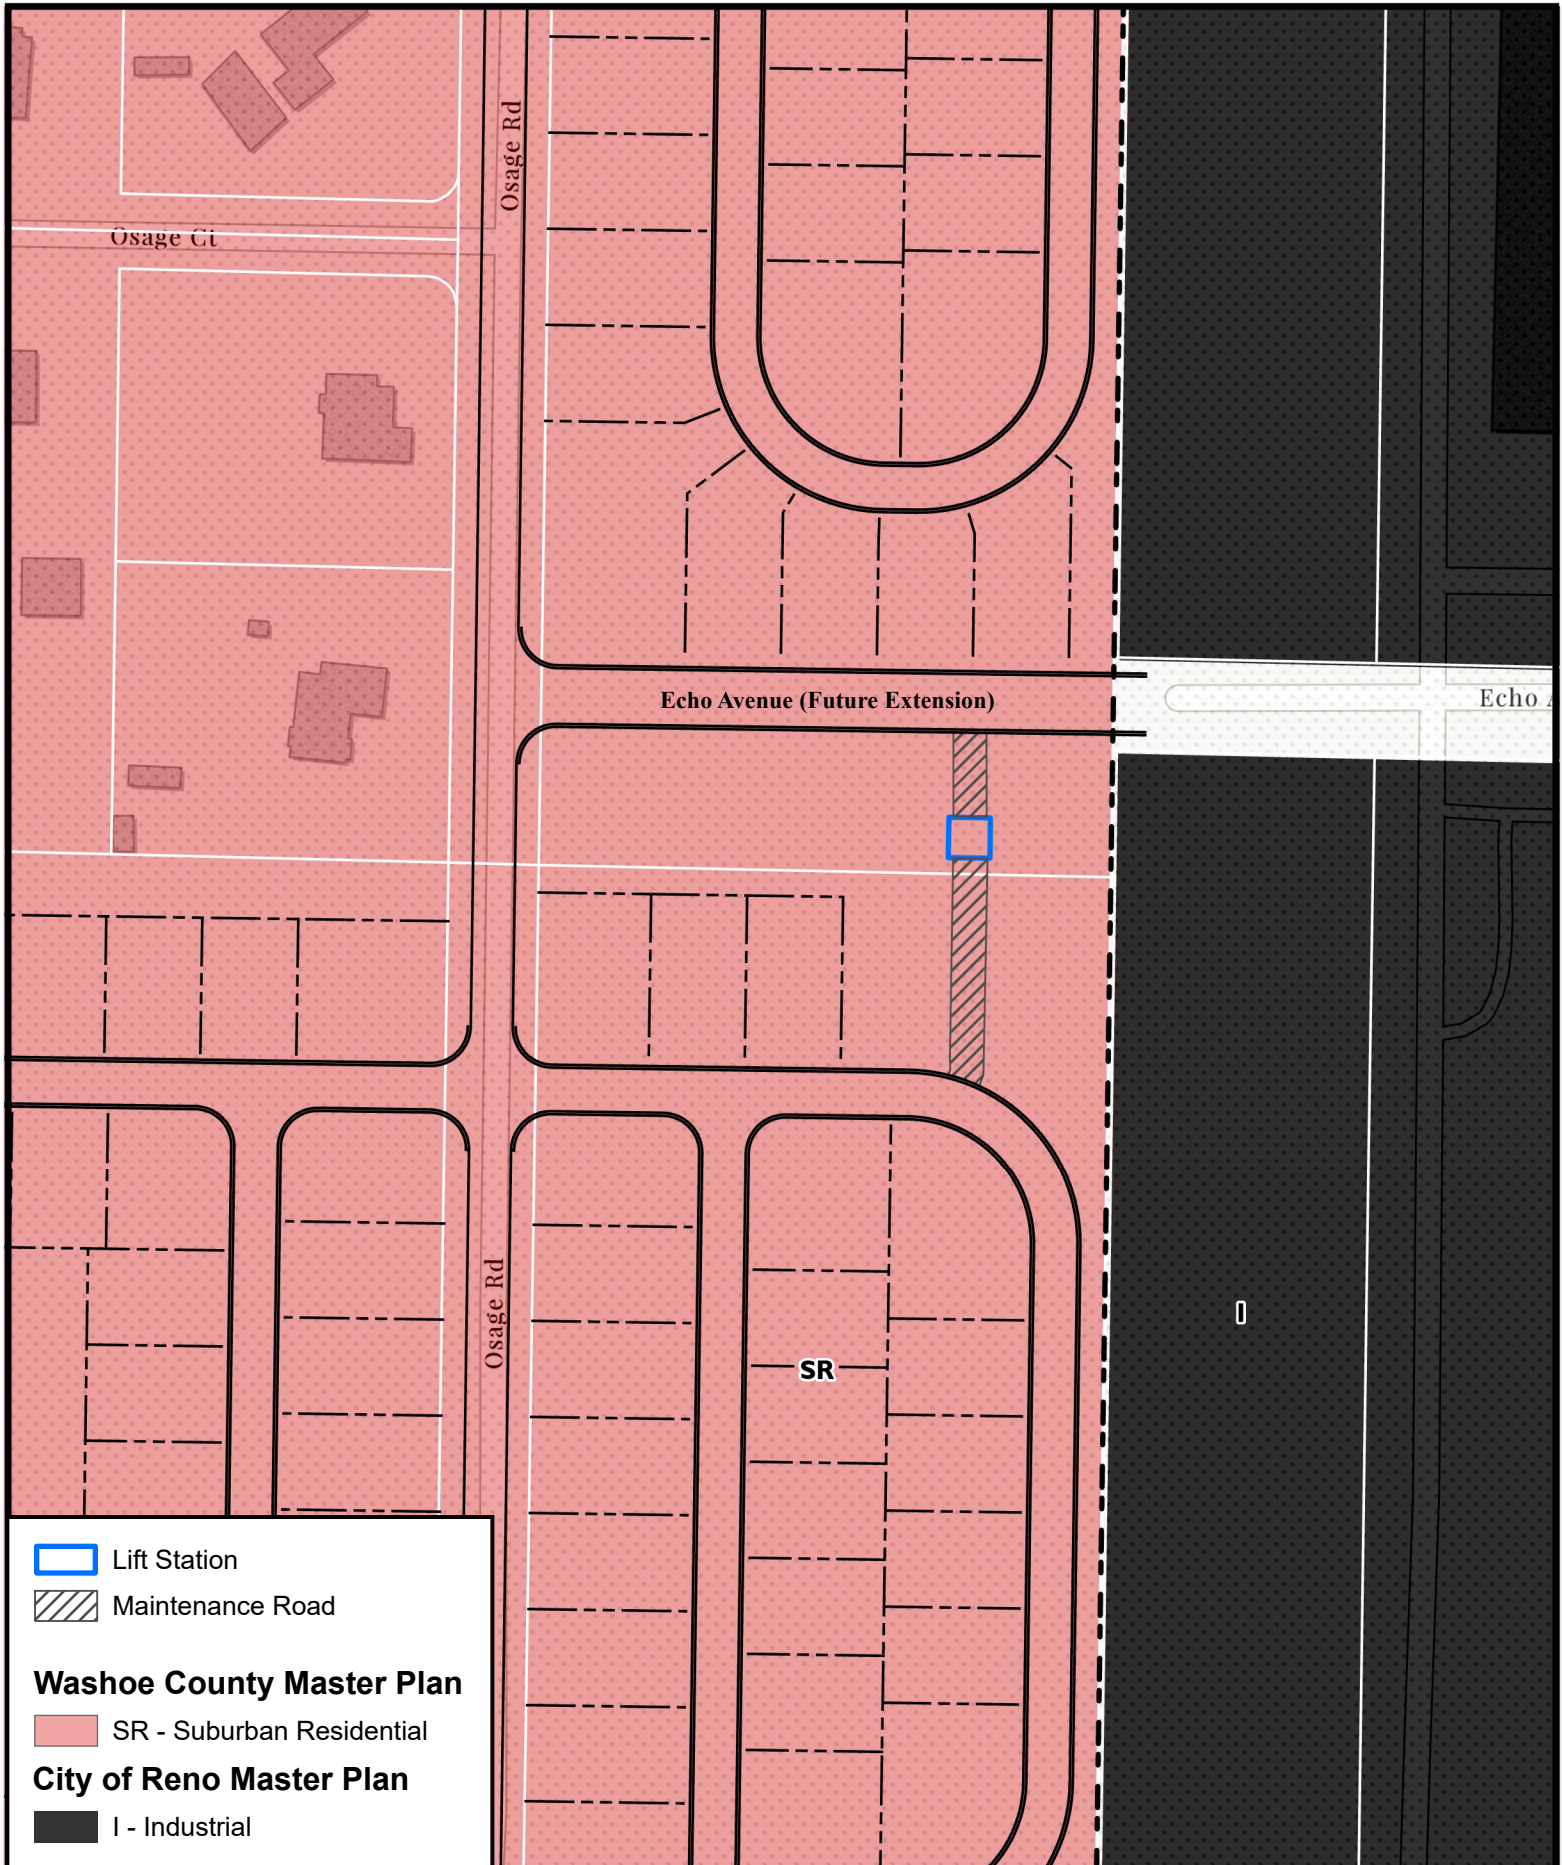 Osage Rd
Osage Ct
Echo Avenue (Future Extension)
Echo
I
Osage Rd
SR
Lift Station
Maintenance Road
Washoe County Master Plan
SR - Suburban Residential
City of Reno Master Plan
I - Industrial